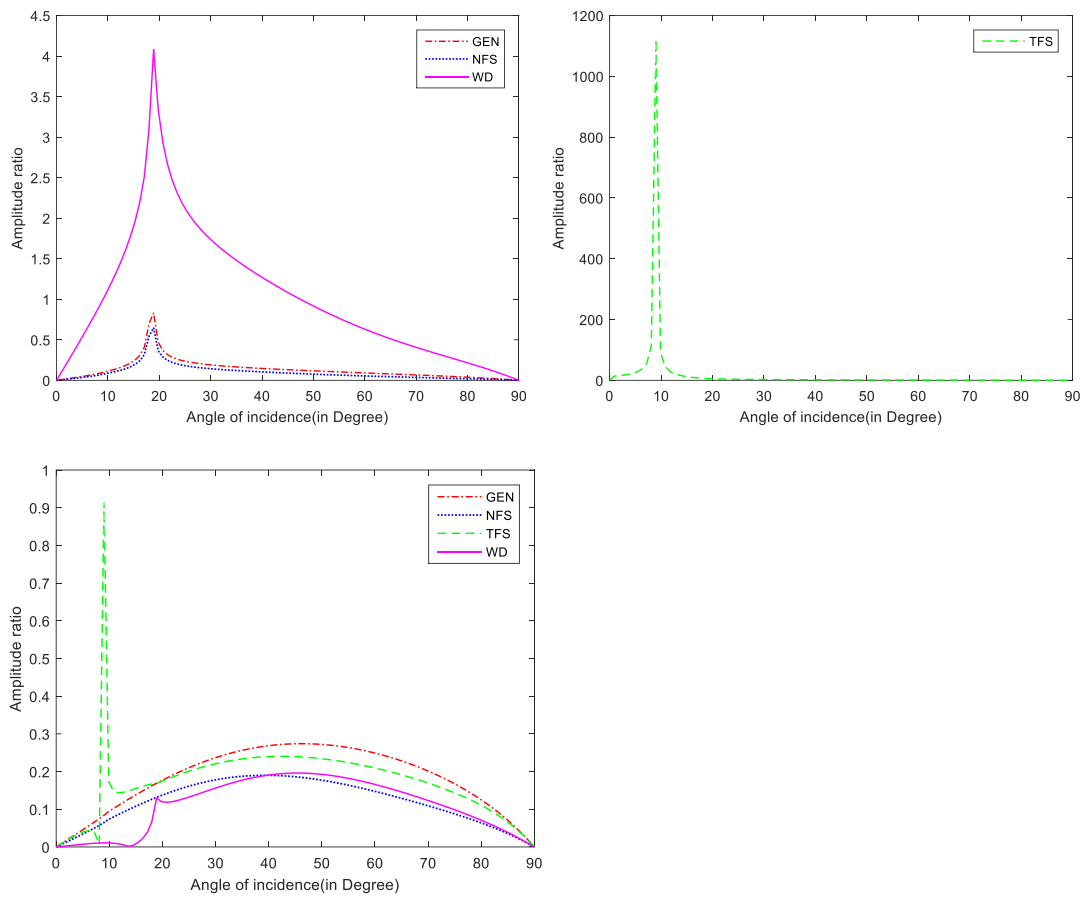 4.5
4
3.5
3
2.5
2
1.5
1
0.5
0
Amplitude ratio
GEN
NFS
WD
0 10 20 30 40 50 60 70 80 90
Angle of incidence(in Degree)
1200
1000
800
600
400
200
0
Amplitude ratio
TFS
0 10 20 30 40 50 60 70 80 90
Angle of incidence(in Degree)
1
0.9
0.8
0.7
0.6
0.5
0.4
0.3
0.2
0.1
0
Amplitude ratio
GEN
NFS
TFS
WD
0 10 20 30 40 50 60 70 80 90
Angle of incidence(in Degree)